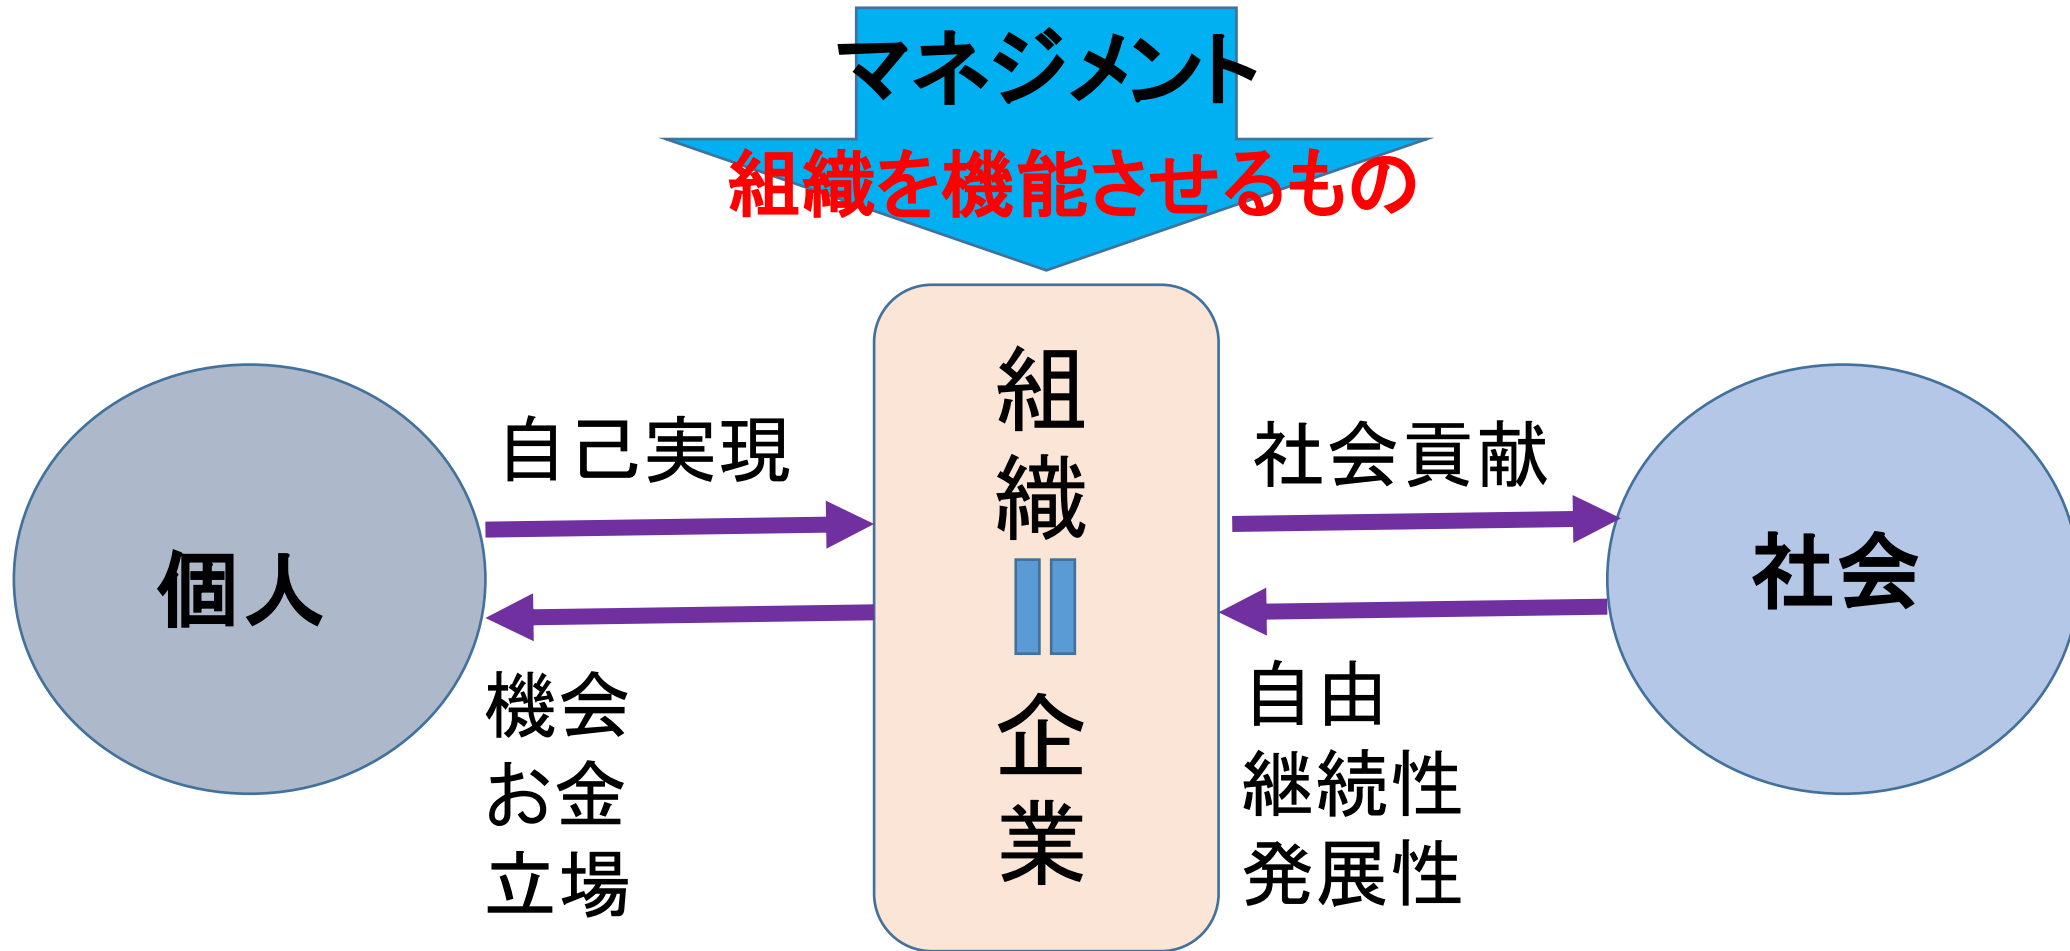 マネジメント
組織を機能させるもの
個人
自己実現
機会
お金
立場
組織
企業
社会貢献
自由
継続性
発展性
社会